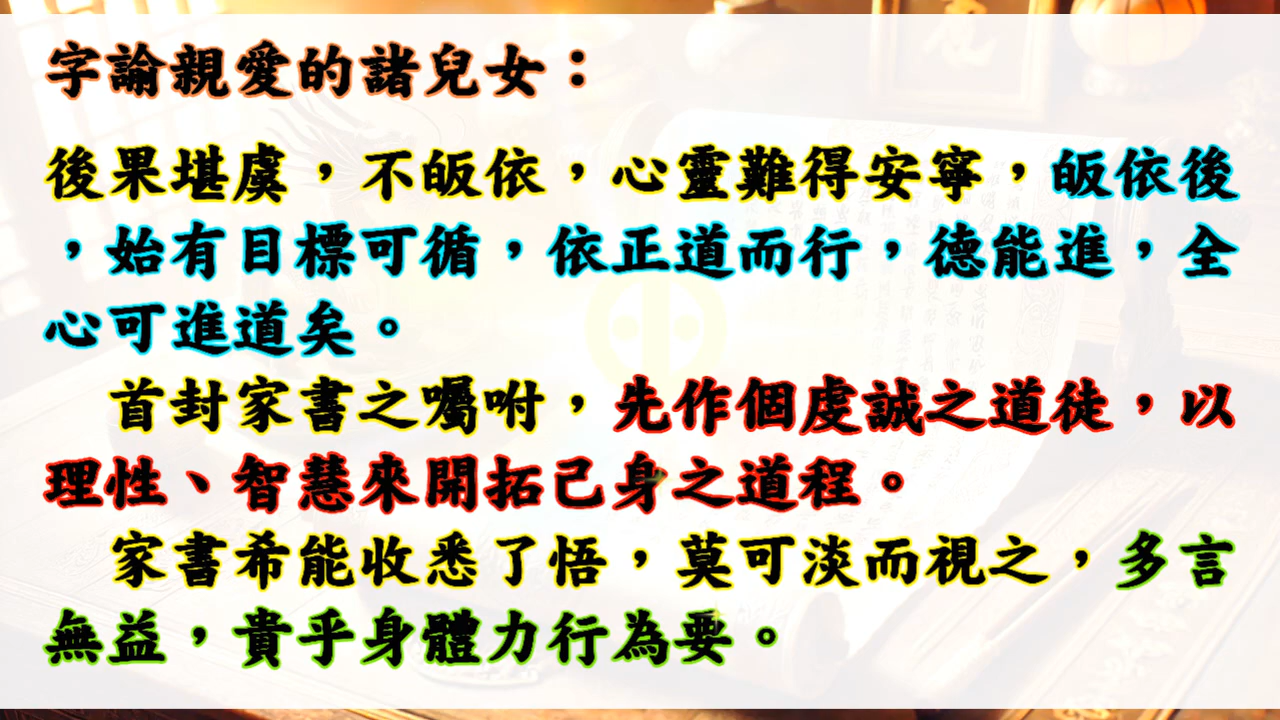 字諭親愛的諸兒女：
後果堪虞，不皈依，心靈難得安寧，皈依後
，始有目標可循，依正道而行，德能進，全
心可進道矣。
首封家書之囑咐，先作個虔誠之道徒，以
理性、智慧來開拓己身之道程。
家書希能收悉了悟，莫可淡而視之，多言
無益，貴乎身體力行為要。